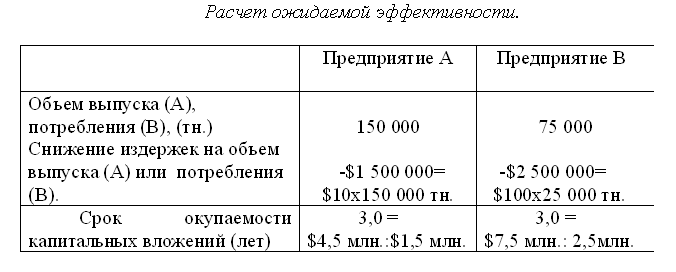 Расчет ожидаемой эффективности.
Предприятие А Предприятие В
Объем выпуска (А),
потребления (В), (тн.) 150 000 75 000
Снижение издержек на объем
выпуска (А) или потребления -$1 500 000= -$2 500 000=
(В). $10х150 000 тн. $100х25 000 тн.
Срок окупаемости 3,0 = 3,0 =
капитальных вложений (лет) $4,5 млн.:$1,5 млн. $7,5 млн.: 2,5млн.